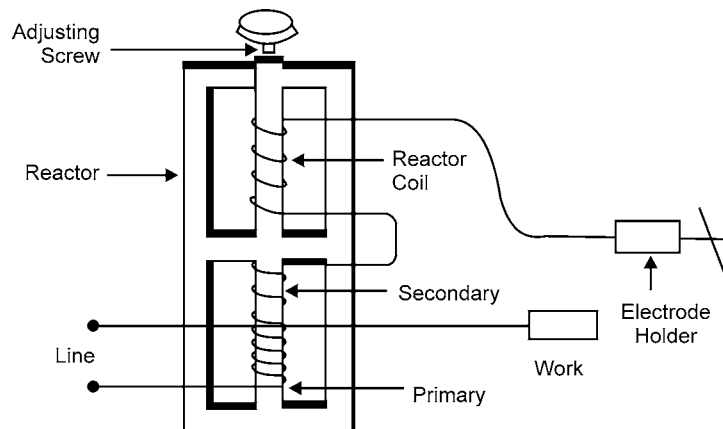 Adjusting
Screw
Reactor
Reactor
Coil
Secondary
Electrode
Holder
Line
Work
Primary